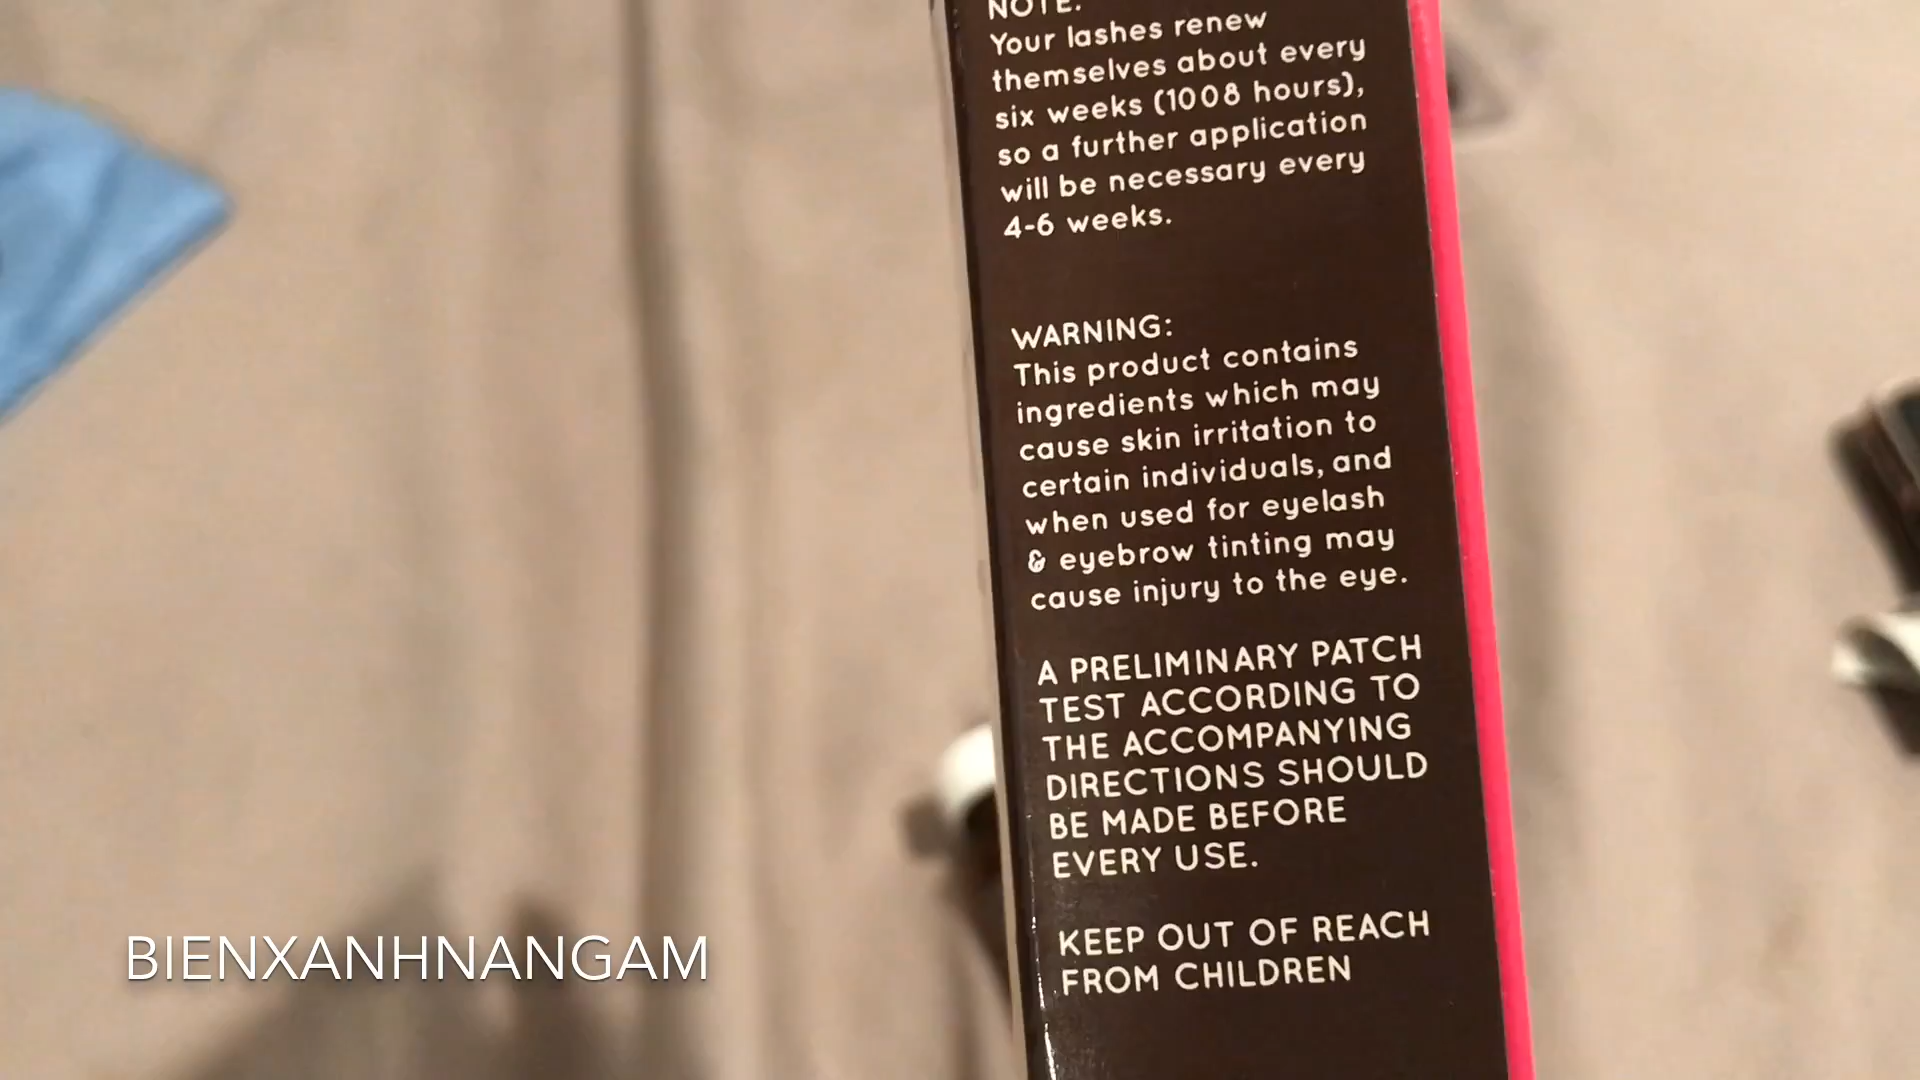 NOTE:
Your lashes renew
themselves about every
six weeks (1008 hours),
so a further application
will be necessary every
4-6 weeks.
WARNING:
This product contains
ingredients which may
cause skin irritation to
certain individuals, and
when used for eyelash
& eyebrow tinting may
cause injury to the eye.
A PRELIMINARY PATCH
TEST ACCORDING TO
THE ACCOMPANYING
DIRECTIONS SHOULD
BE MADE BEFORE
EVERY USE.
KEEP OUT OF REACH
FROM CHILDREN
BIENXANHNANGAM